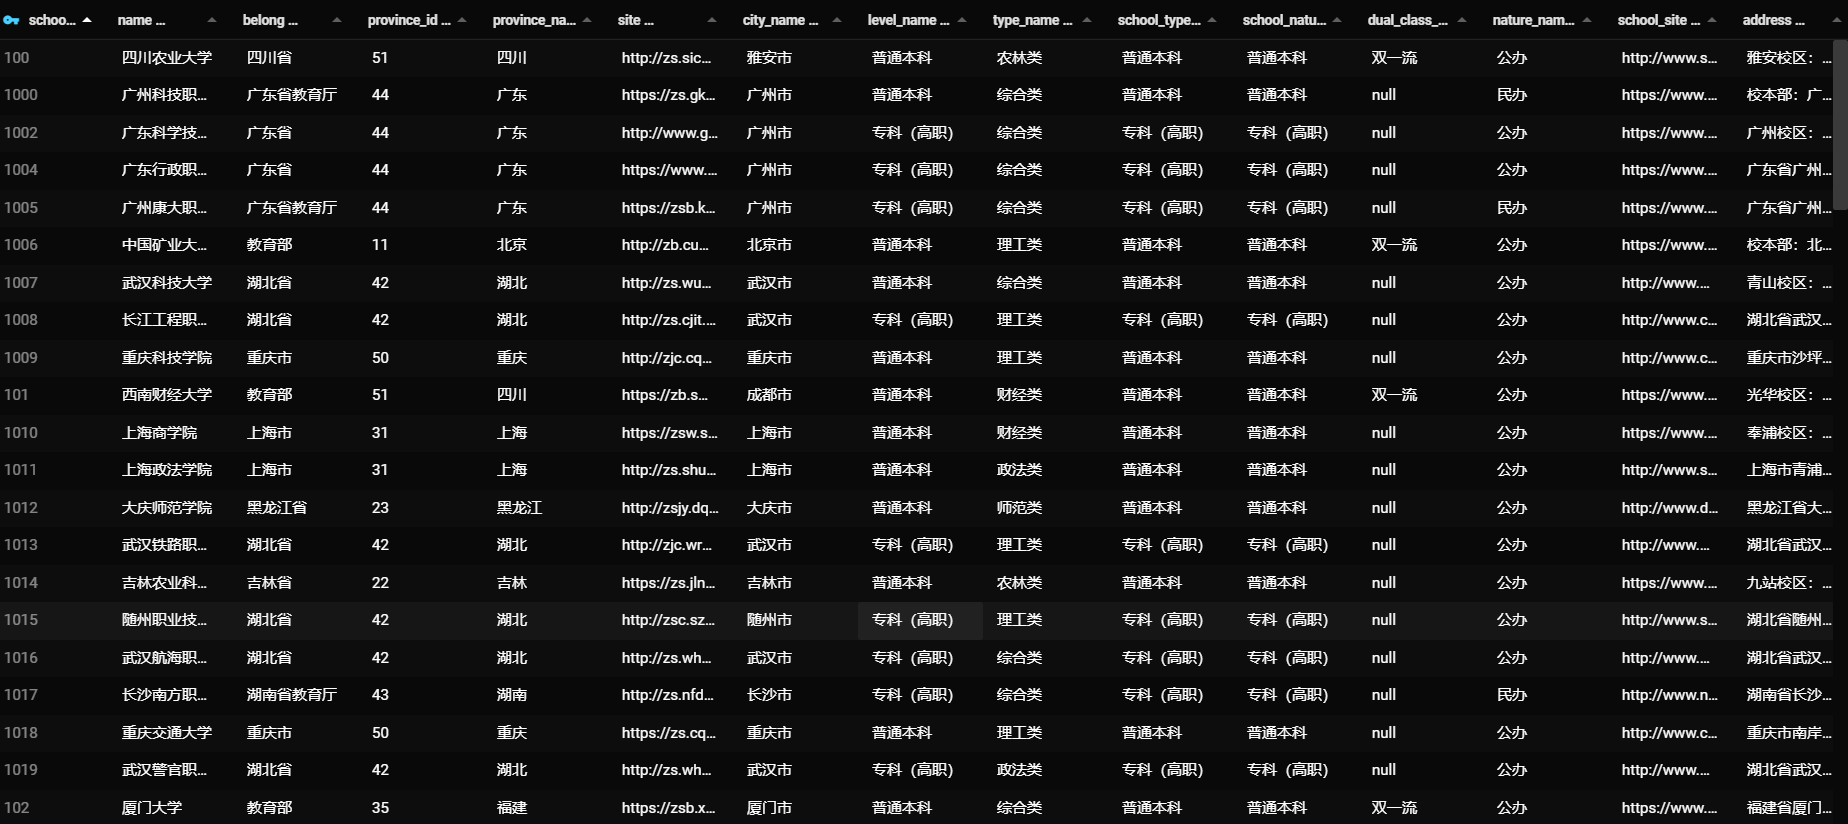 schoo... name ... belong ... province_id ... province_na... site ... city_name ... level_name ... type_name ... school_type... school_natu... dual_class_... nature_nam... school_site ... address ...
100 四川农业大学 四川省 51 四川 http://zs.sic... 雅安市 普通本科 农林类 普通本科 普通本科 双一流 公办 http://www.s... 雅安校区：...
1000 广州科技职... 广东省教育厅 44 广东 https://zs.gk... 广州市 普通本科 综合类 普通本科 普通本科 null 民办 https://www.... 校本部：广...
1002 广东科学技... 广东省 44 广东 http://www.g... 广州市 专科（高职） 综合类 专科（高职） 专科（高职） null 公办 https://www.... 广州校区：...
1004 广东行政职... 广东省 44 广东 https://www.... 广州市 专科（高职） 综合类 专科（高职） 专科（高职） null 公办 https://www.... 广东省广州...
1005 广州康大职... 广东省教育厅 44 广东 https://zsb.k... 广州市 专科（高职） 综合类 专科（高职） 专科（高职） null 民办 https://www.... 广东省广州...
1006 中国矿业大... 教育部 11 北京 http://zb.cu... 北京市 普通本科 理工类 普通本科 普通本科 双一流 公办 https://www.... 校本部：北...
1007 武汉科技大学 湖北省 42 湖北 http://zs.wu... 武汉市 普通本科 综合类 普通本科 普通本科 null 公办 http://www.... 青山校区：...
1008 长江工程职... 湖北省 42 湖北 http://zs.cjit.... 武汉市 专科（高职） 理工类 专科（高职） 专科（高职） null 公办 http://www.c... 湖北省武汉...
1009 重庆科技学院 重庆市 50 重庆 http://zjc.cq... 重庆市 普通本科 理工类 普通本科 普通本科 null 公办 http://www.c... 重庆市沙坪...
101 西南财经大学 教育部 51 四川 https://zb.s... 成都市 普通本科 财经类 普通本科 普通本科 双一流 公办 https://www.... 光华校区：...
1010 上海商学院 上海市 31 上海 https://zsw.s... 上海市 普通本科 财经类 普通本科 普通本科 null 公办 https://www.... 奉浦校区：...
1011 上海政法学院 上海市 31 上海 http://zs.shu... 上海市 普通本科 政法类 普通本科 普通本科 null 公办 http://www.s... 上海市青浦...
1012 大庆师范学院 黑龙江省 23 黑龙江 http://zsjy.dq... 大庆市 普通本科 师范类 普通本科 普通本科 null 公办 http://www.d... 黑龙江省大...
1013 武汉铁路职... 湖北省 42 湖北 http://zjc.wr... 武汉市 专科（高职） 理工类 专科（高职） 专科（高职） null 公办 http://www.... 湖北省武汉...
1014 吉林农业科... 吉林省 22 吉林 https://zs.jln... 吉林市 普通本科 农林类 普通本科 普通本科 null 公办 https://www.... 九站校区：...
1015 随州职业技... 湖北省 42 湖北 http://zsc.sz... 随州市 专科（高职） 理工类 专科（高职） 专科（高职） null 公办 http://www.s... 湖北省随州...
1016 武汉航海职... 湖北省 42 湖北 http://zs.wh... 武汉市 专科（高职） 综合类 专科（高职） 专科（高职） null 公办 http://www.... 湖北省武汉...
1017 长沙南方职... 湖南省教育厅 43 湖南 http://zs.nfd... 长沙市 专科（高职） 综合类 专科（高职） 专科（高职） null 民办 http://www.n... 湖南省长沙...
1018 重庆交通大学 重庆市 50 重庆 https://zs.cq... 重庆市 普通本科 理工类 普通本科 普通本科 null 公办 http://www.c... 重庆市南岸...
1019 武汉警官职... 湖北省 42 湖北 http://zs.wh... 武汉市 专科（高职） 政法类 专科（高职） 专科（高职） null 公办 http://www.... 湖北省武汉...
102 厦门大学 教育部 35 福建 https://zsb.x... 厦门市 普通本科 综合类 普通本科 普通本科 双一流 公办 https://www.... 福建省厦门...